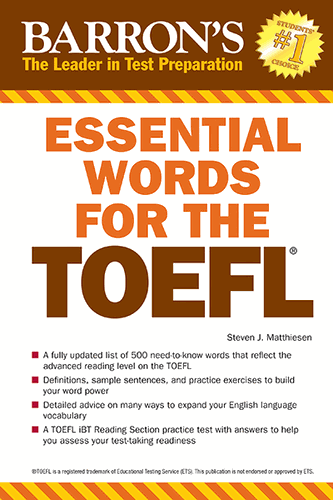 BARRON'S
The Leader in Test Preparation
STUDENTS'
#1
CHOICE
ESSENTIAL
WORDS
FOR THE
TOEFL®
Steven J. Matthiesen
■ A fully updated list of 500 need-to-know words that reflect the
advanced reading level on the TOEFL
■ Definitions, sample sentences, and practice exercises to build
your word power
■ Detailed advice on many ways to expand your English language
vocabulary
■ A TOEFL iBT Reading Section practice test with answers to help
you assess your test-taking readiness
®TOEFL is a registered trademark of Educational Testing Service (ETS). This publication is not endorsed or approved by ETS.